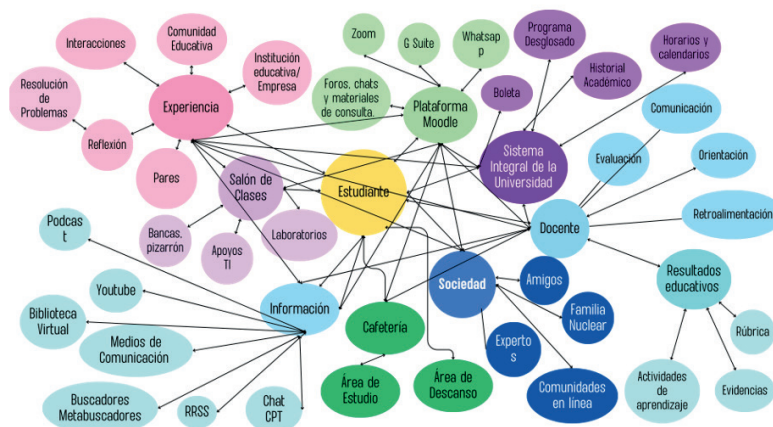 Interacciones
Comunidad
Educativa
Institución
educativa/
Empresa
Resolución
de
Problemas
Experiencia
Reflexión
Pares
Zoom
G Suite
Whatsap
p
Foros, chats
y materiales
de consulta.
Plataforma
Moodle
Programa
Desglosado
Horarios y
calendarios
Historial
Académico
Boleta
Sistema
Integral de la
Universidad
Comunicación
Evaluación
Orientación
Retroalimentación
Docente
Salón de
Clases
Estudiante
Bancas,
pizarrón
Apoyos
TI
Laboratorios
Podcas
t
Youtube
Biblioteca
Virtual
Medios de
Comunicación
Buscadores
Metabuscadores
RRSS
Chat
CPT
Información
Cafetería
Área de
Estudio
Área de
Descanso
Sociedad
Amigos
Familia
Nuclear
Expert
os
Comunidades
en línea
Resultados
educativos
Rúbrica
Actividades
de
aprendizaje
Evidencias